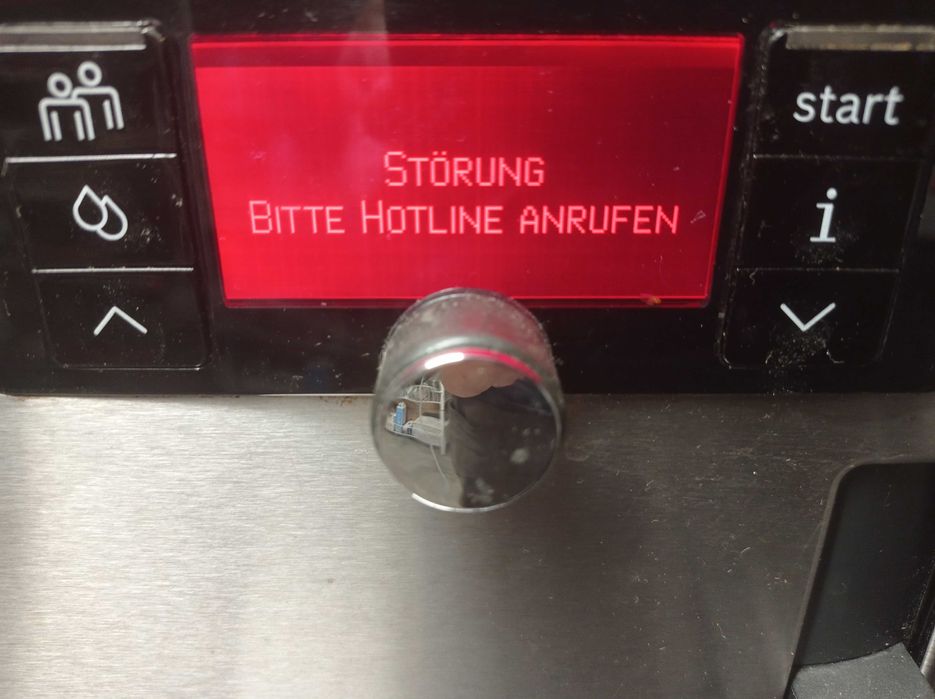 STÖRUNG
BITTE HOTLINE ANRUFEN
start
i